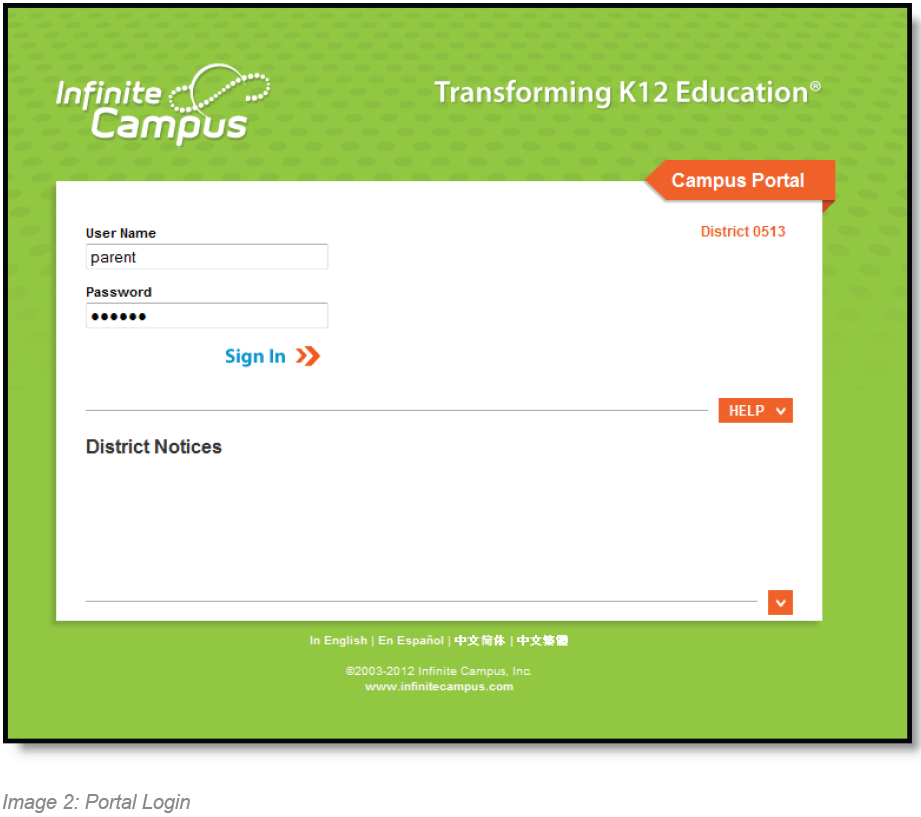 Infinite
Campus
Transforming K12 Education®
Campus Portal
District 0513
User Name
parent
Password
••••••
Sign In
HELP
District Notices
In English | En Español | 中文简体 | 中文繁體
©2003-2012 Infinite Campus, Inc.
www.infinitecampus.com
Image 2: Portal Login